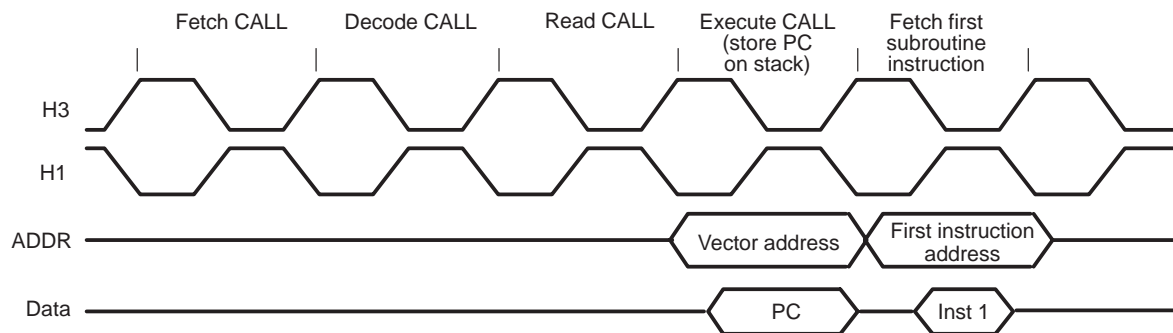 Fetch CALL
Decode CALL
Read CALL
Execute CALL
(store PC
on stack)
Fetch first
subroutine
instruction
H3
H1
ADDR
Vector address
First instruction
address
Data
PC
Inst 1